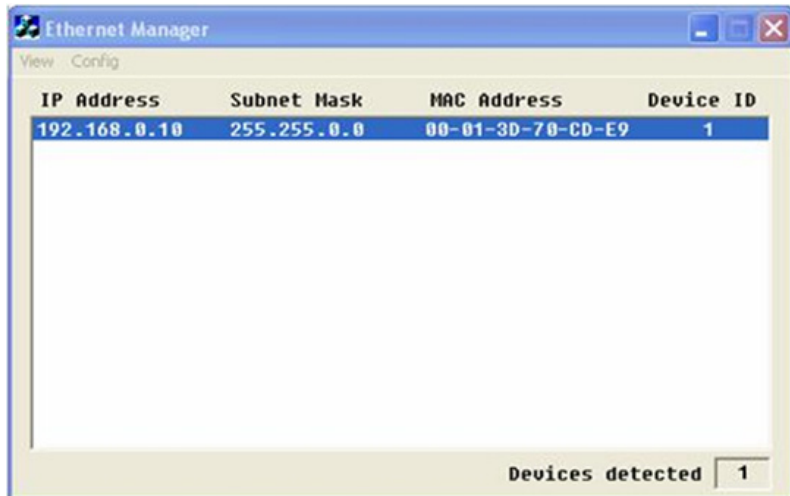 Ethernet Manager
View Config
IP Address Subnet Mask MAC Address Device ID
192.168.0.10 255.255.0.0 00-01-3D-70-CD-E9 1
Devices detected 1